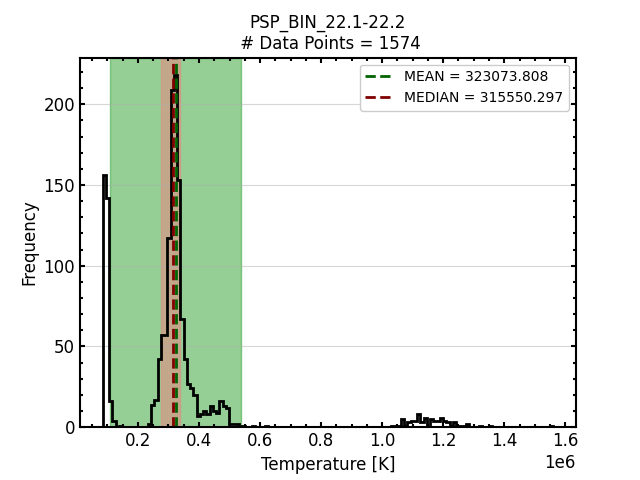 PSP_BIN_22.1-22.2
# Data Points = 1574
MEAN = 323073.808
MEDIAN = 315550.297
Frequency
200
150
100
50
0
0.2 0.4 0.6 0.8 1.0 1.2 1.4 1.6
1e6
Temperature [K]